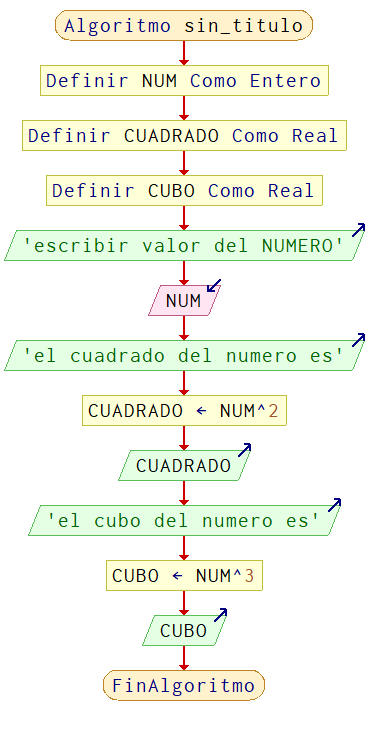 Algoritmo sin_titulo
Definir NUM Como Entero
Definir CUADRADO Como Real
Definir CUBO Como Real
'escribir valor del NUMERO'
NUM
'el cuadrado del numero es'
CUADRADO ← NUM^2
CUADRADO
'el cubo del numero es'
CUBO ← NUM^3
CUBO
FinAlgoritmo